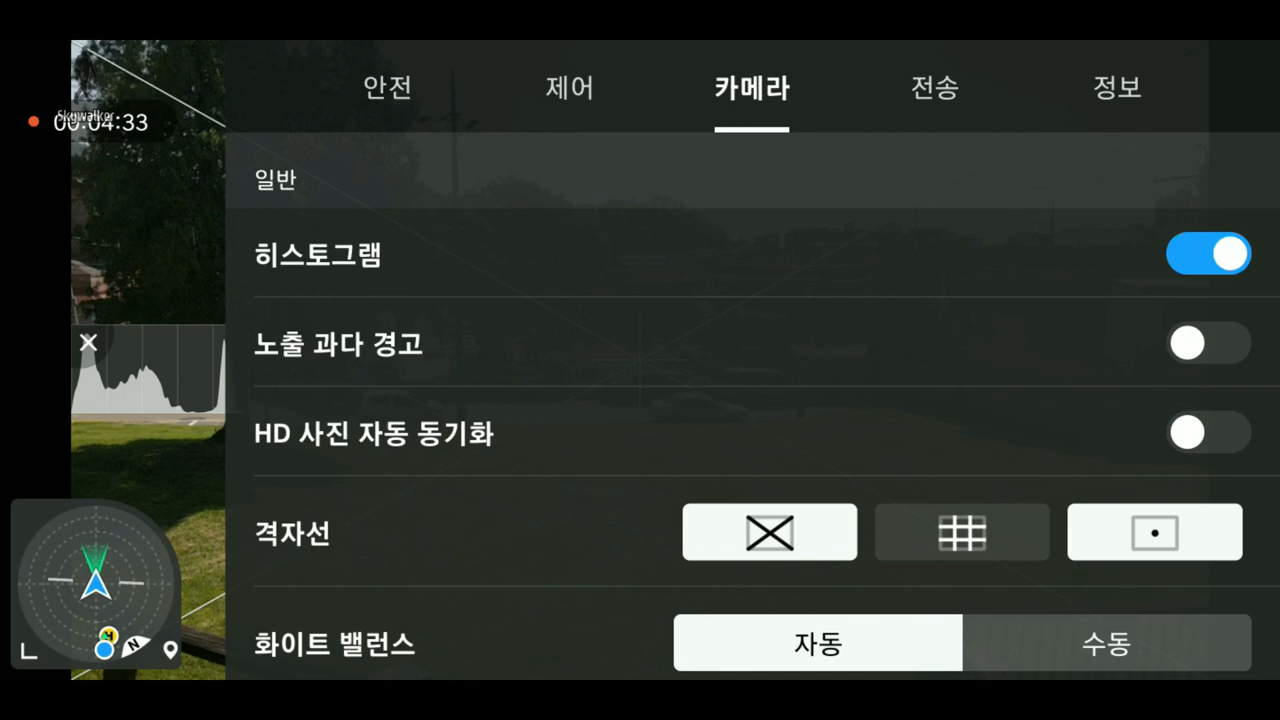 안전 제어 카메라 전송 정보
Skywalker
00:04:33
일반
히스토그램
노출 과다 경고
HD 사진 자동 동기화
격자선
화이트 밸런스 자동 수동
H
N